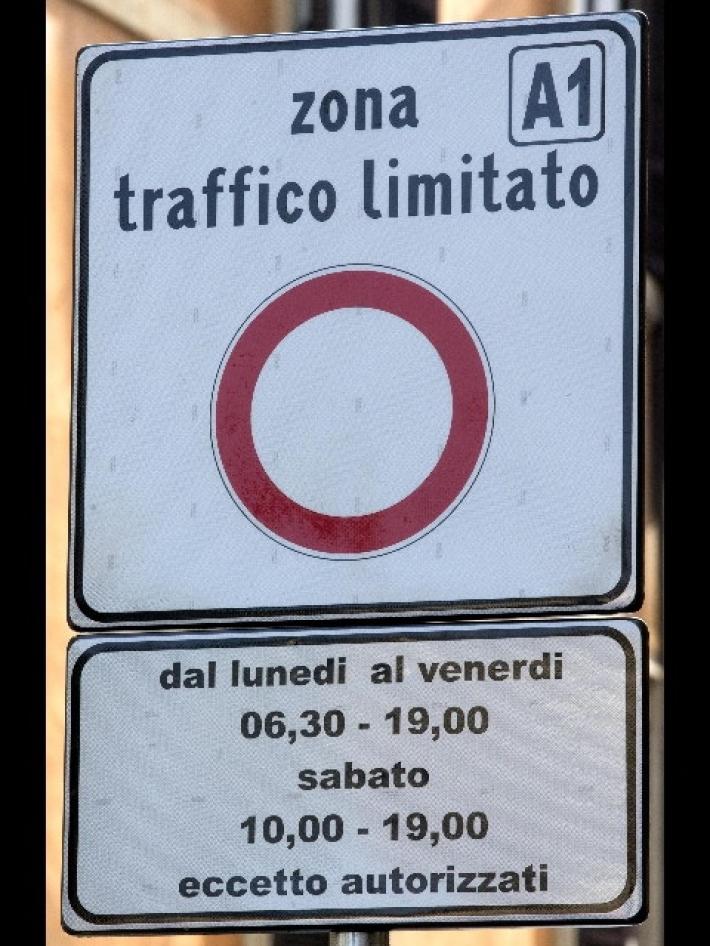 zona
A1
traffico limitato
dal lunedi al venerdi
06,30 - 19,00
sabato
10,00 - 19,00
eccetto autorizzati